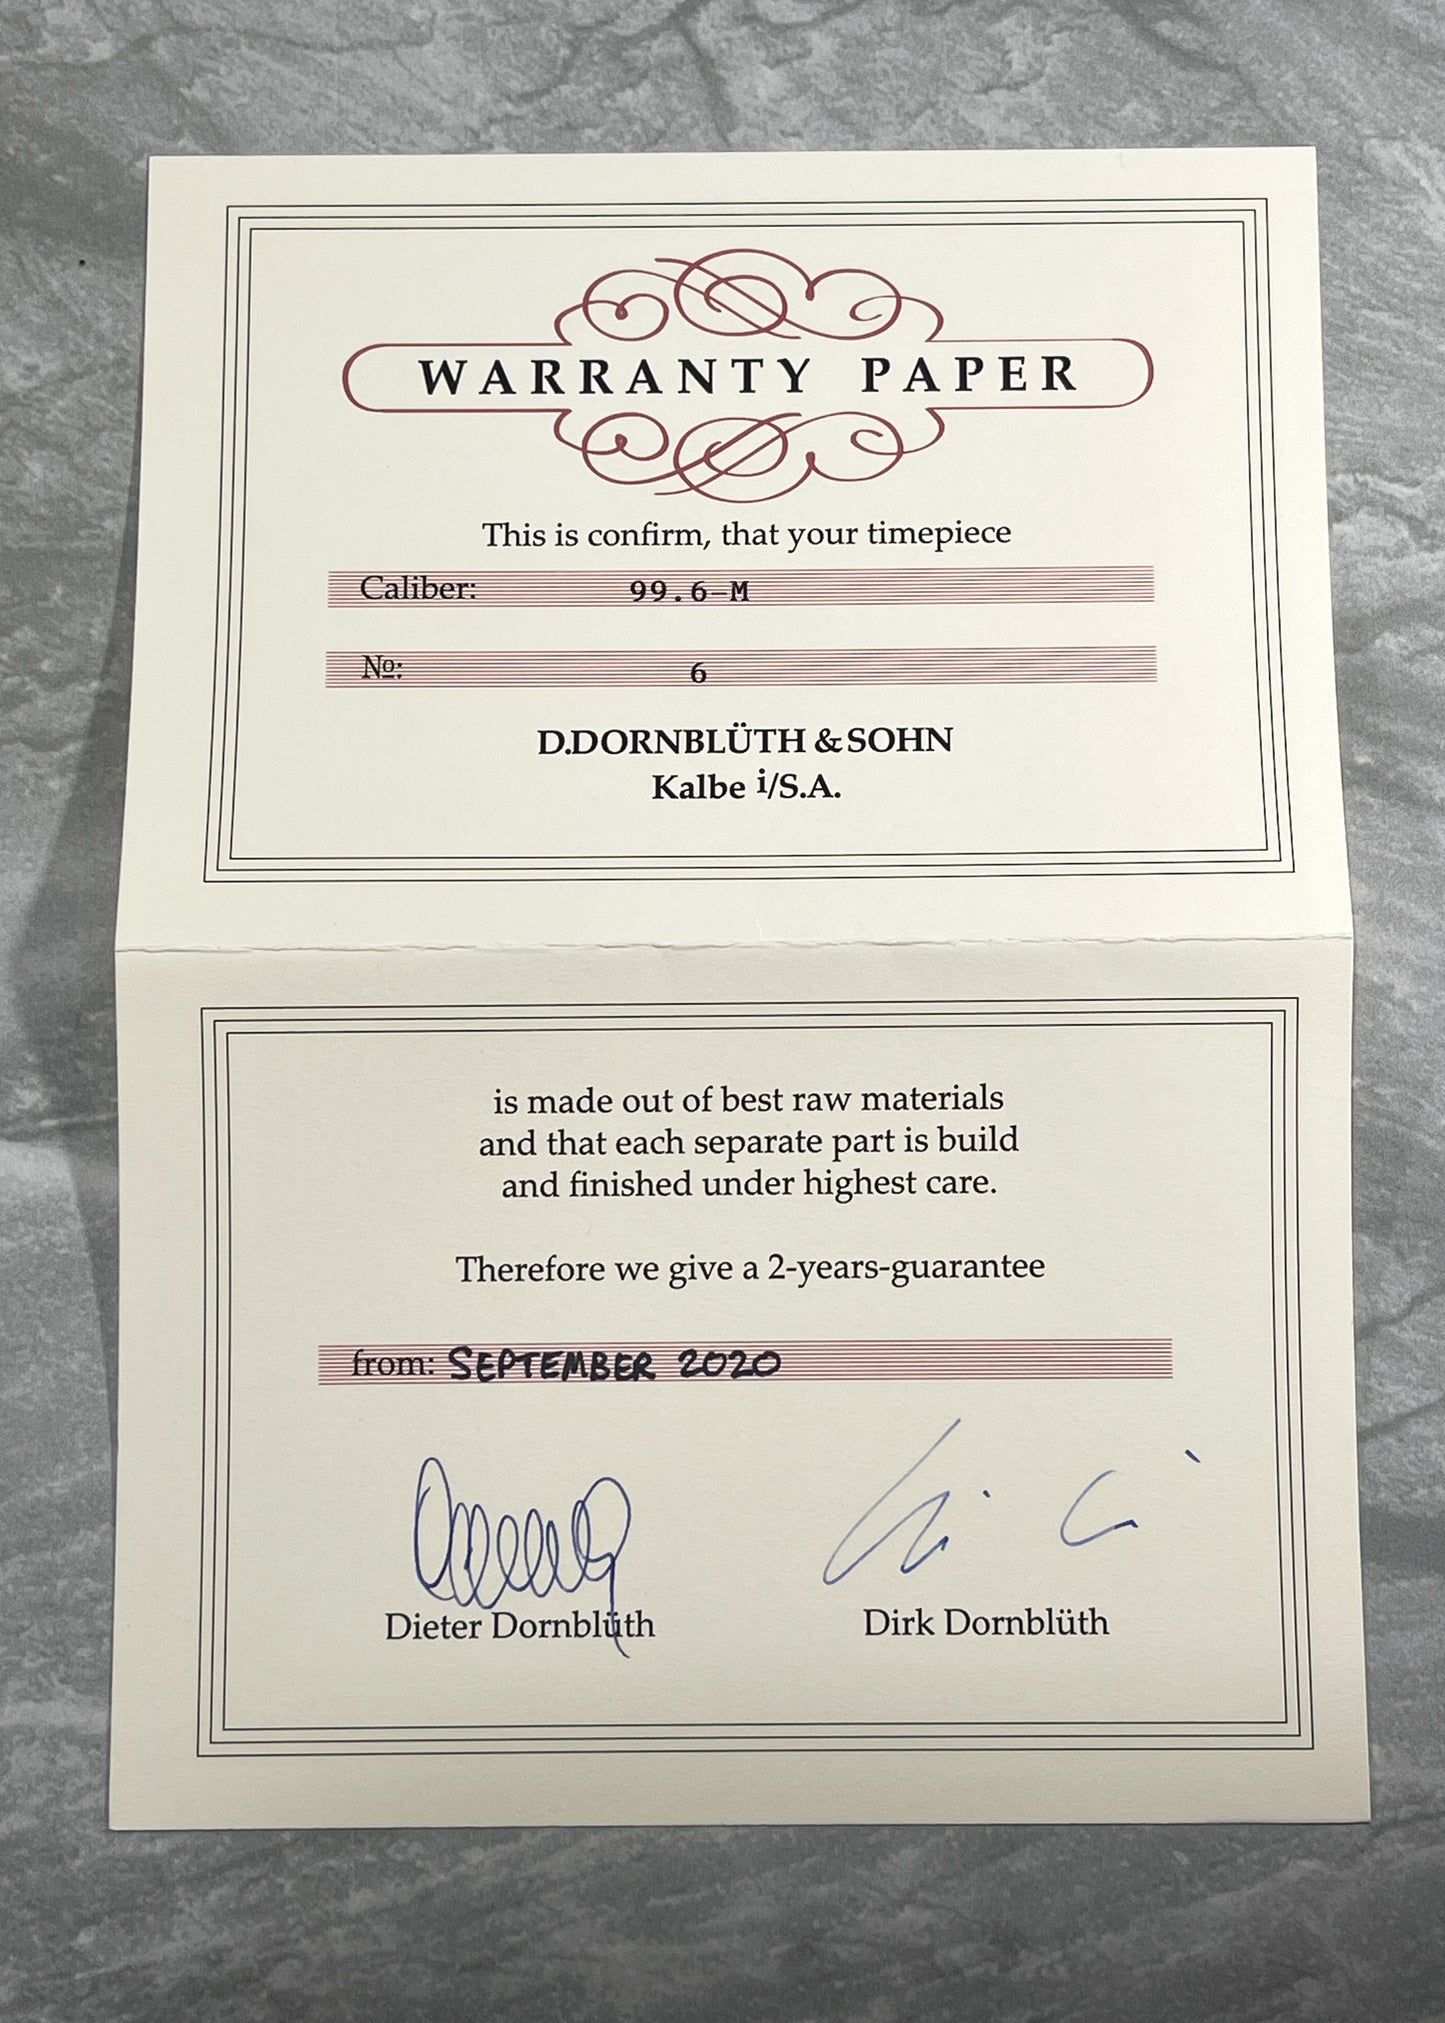 WARRANTY PAPER
This is confirm, that your timepiece
Caliber: 99.6-M
No: 6
D.DORNBLÜTH & SOHN
Kalbe i/S.A.
is made out of best raw materials
and that each separate part is build
and finished under highest care.
Therefore we give a 2-years-guarantee
from: SEPTEMBER 2020
Dieter Dornblüth
Dirk Dornblüth